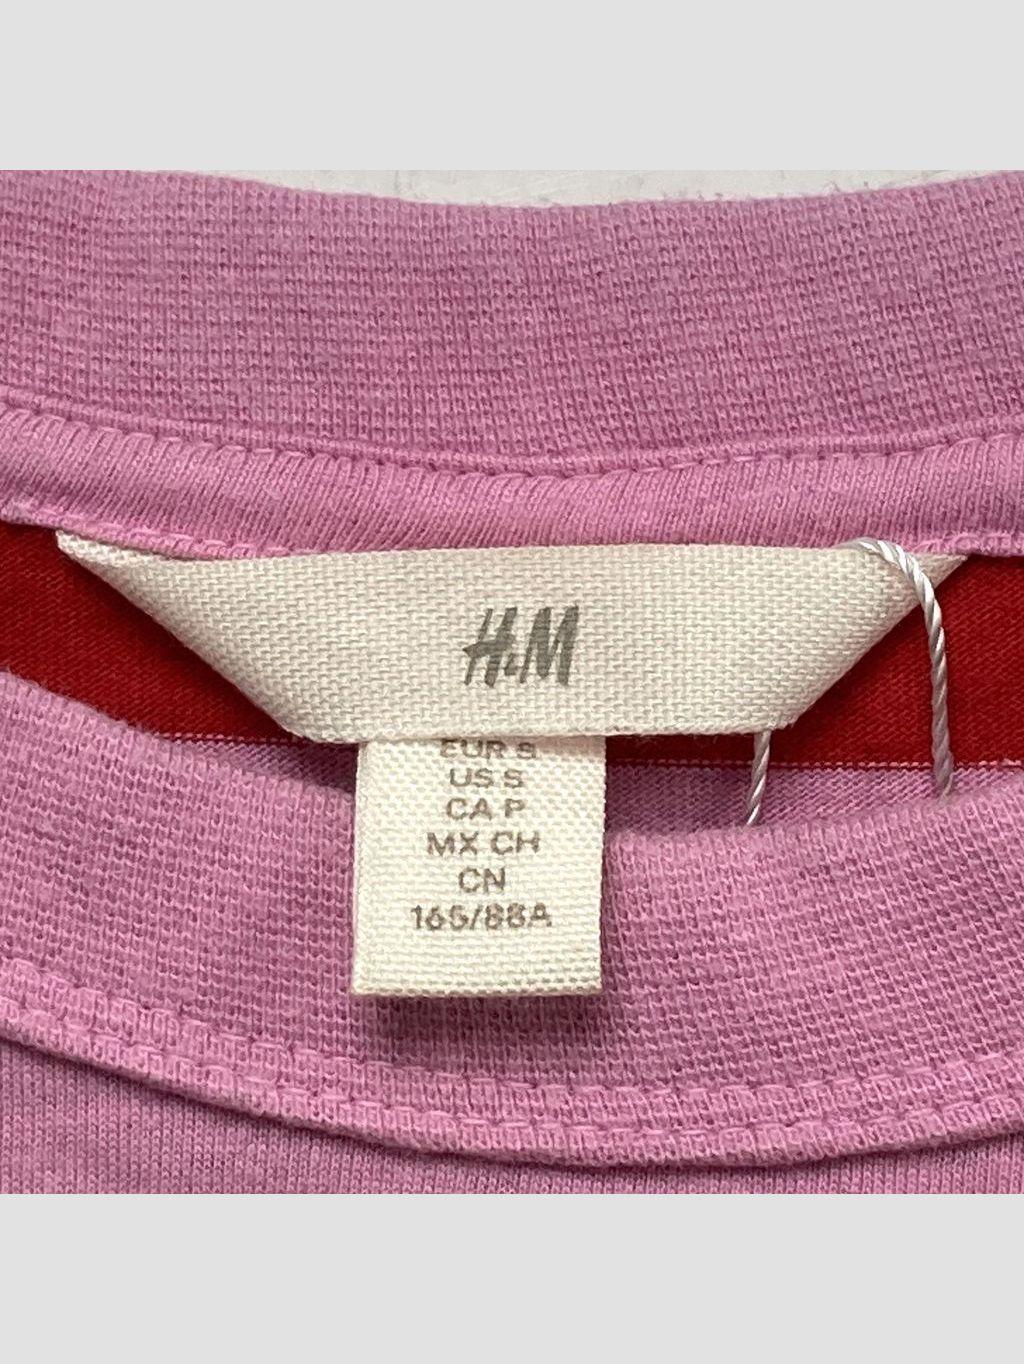 H&M
EUR S
US S
CA P
MX CH
CN
165/88A